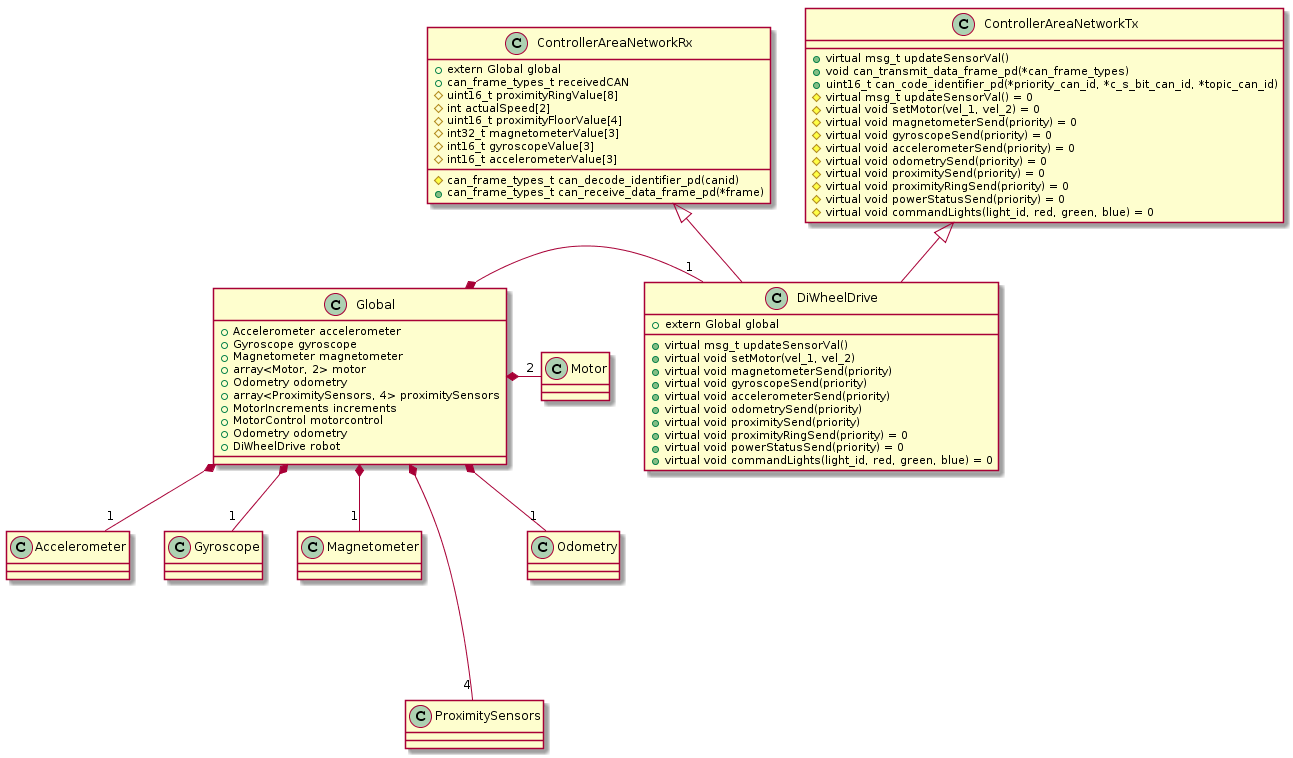 C ControllerAreaNetworkRx
extern Global global
can_frame_types_t receivedCAN
uint16_t proximityRingValue[8]
int actualSpeed[2]
uint16_t proximityFloorValue[4]
int32_t magnetometerValue[3]
int16_t gyroscopeValue[3]
int16_t accelerometerValue[3]
can_frame_types_t can_decode_identifier_pd(canid)
can_frame_types_t can_receive_data_frame_pd(*frame)
C ControllerAreaNetworkTx
virtual msg_t updateSensorVal()
void can_transmit_data_frame_pd(*can_frame_types)
uint16_t can_code_identifier_pd(*priority_can_id, *c_s_bit_can_id, *topic_can_id)
virtual msg_t updateSensorVal() = 0
virtual void setMotor(vel_1, vel_2) = 0
virtual void magnetometerSend(priority) = 0
virtual void gyroscopeSend(priority) = 0
virtual void accelerometerSend(priority) = 0
virtual void odometrySend(priority) = 0
virtual void proximitySend(priority) = 0
virtual void proximityRingSend(priority) = 0
virtual void powerStatusSend(priority) = 0
virtual void commandLights(light_id, red, green, blue) = 0
1
C Global
Accelerometer accelerometer
Gyroscope gyroscope
Magnetometer magnetometer
array<Motor, 2> motor
Odometry odometry
array<ProximitySensors, 4> proximitySensors
MotorIncrements increments
MotorControl motorcontrol
Odometry odometry
DiWheelDrive robot
2
C Motor
C DiWheelDrive
extern Global global
virtual msg_t updateSensorVal()
virtual void setMotor(vel_1, vel_2)
virtual void magnetometerSend(priority)
virtual void gyroscopeSend(priority)
virtual void accelerometerSend(priority)
virtual void odometrySend(priority)
virtual void proximitySend(priority)
virtual void proximityRingSend(priority) = 0
virtual void powerStatusSend(priority) = 0
virtual void commandLights(light_id, red, green, blue) = 0
1
1
1
1
C Accelerometer
C Gyroscope
C Magnetometer
C Odometry
4
C ProximitySensors